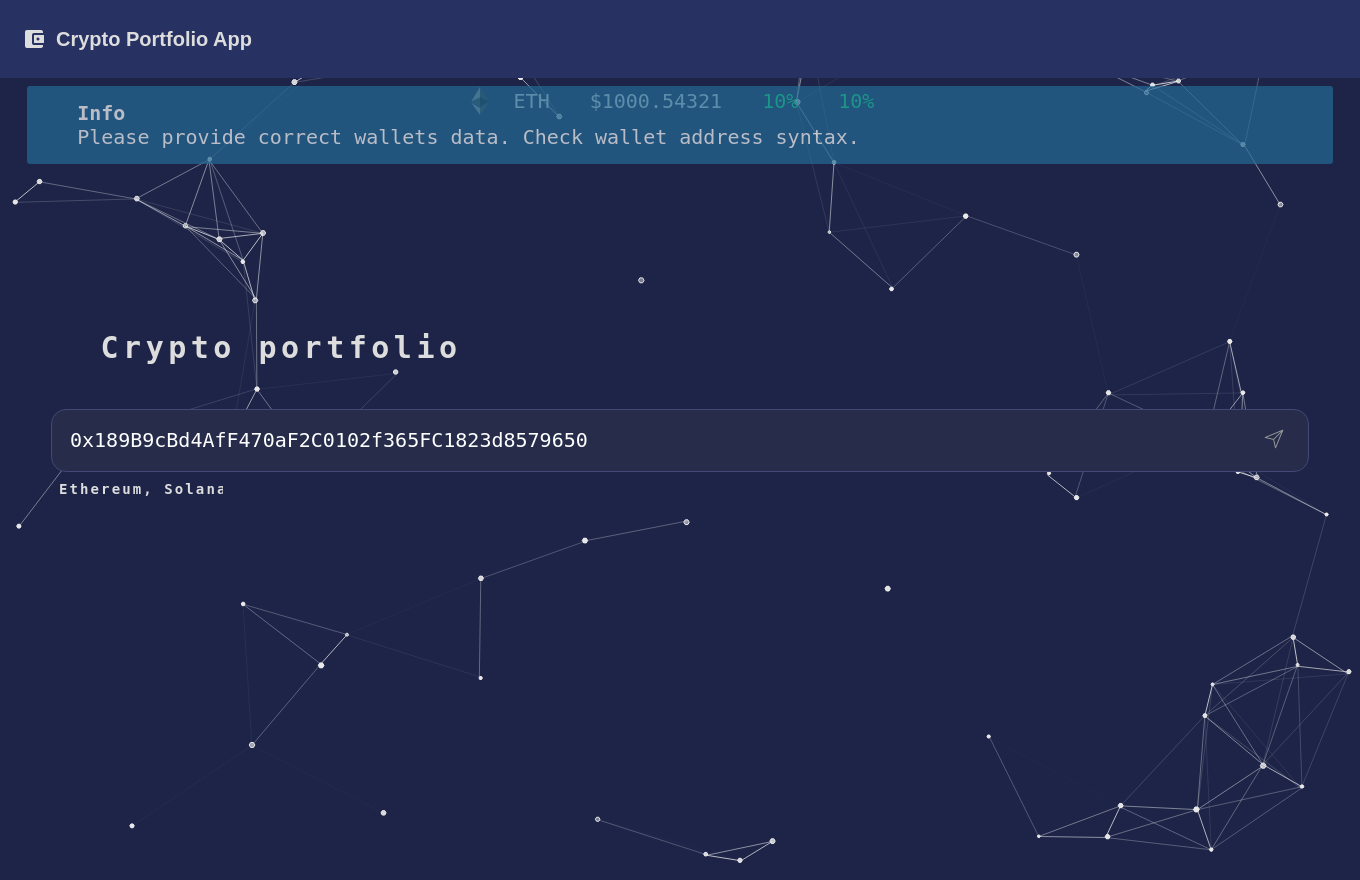 Crypto Portfolio App
ETH $1000.54321 10% 10%
Info
Please provide correct wallets data. Check wallet address syntax.
Crypto portfolio
0x189B9cBd4AfF470aF2C0102f365FC1823d8579650
Ethereum, Solana